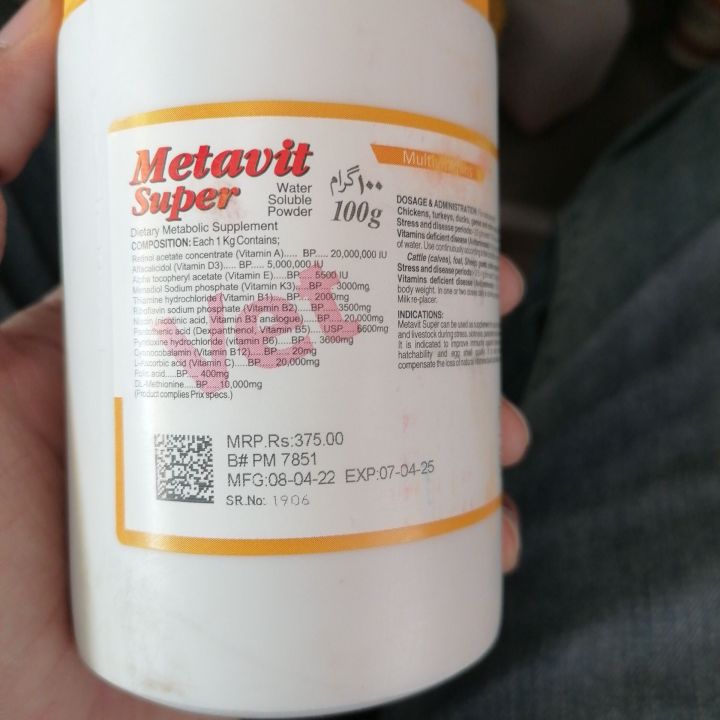 Metavit
Super
Water
Soluble
Powder
۱۰۰ گرام
100g
Dietary Metabolic Supplement
COMPOSITION: Each 1 Kg Contains;
Retinol acetate concentrate (Vitamin A)..... BP..... 20,000,000 IU
Alfacalcidol (Vitamin D3)..... BP..... 5,000,000 IU
Alpha tocopheryl acetate (Vitamin E).....BP..... 5500 IU
Menadiol Sodium phosphate (Vitamin K3).....BP..... 3000mg
Thiamine hydrochloride (Vitamin B1).....BP..... 2000mg
Riboflavin sodium phosphate (Vitamin B2).....BP..... 3500mg
Niacin (nicotinic acid, Vitamin B3 analogue).....BP.....20,000mg
Pantothenic acid (Dexpanthenol, vitamin B5).....USP.....6600mg
Pyridoxine hydrochloride (vitamin B6).....BP..... 3600mg
Cyanocobalamin (Vitamin B12).....BP.....20mg
L-Ascorbic acid (Vitamin C).....BP..... 20,000mg
Folic acid.....BP.....400mg
DL-Methionine.....BP.....10,000mg
(Product complies Prix specs.)
Vet
MRP.Rs:375.00
B# PM 7851
MFG:08-04-22 EXP:07-04-25
SR.No: 1906
DOSAGE & ADMINISTRATION
Chickens, turkeys, ducks,
Stress and disease periods
Vitamins deficient disease
of water. Use continuously
Cattle (calves), foal,
Stress and disease periods
Vitamins deficient disease
body weight. In one or two
Milk re-placer.
INDICATIONS:
Metavit Super can be used as
and livestock during stress,
It is indicated to improve immunity
hatchability and egg shell quality.
compensate the loss of natural